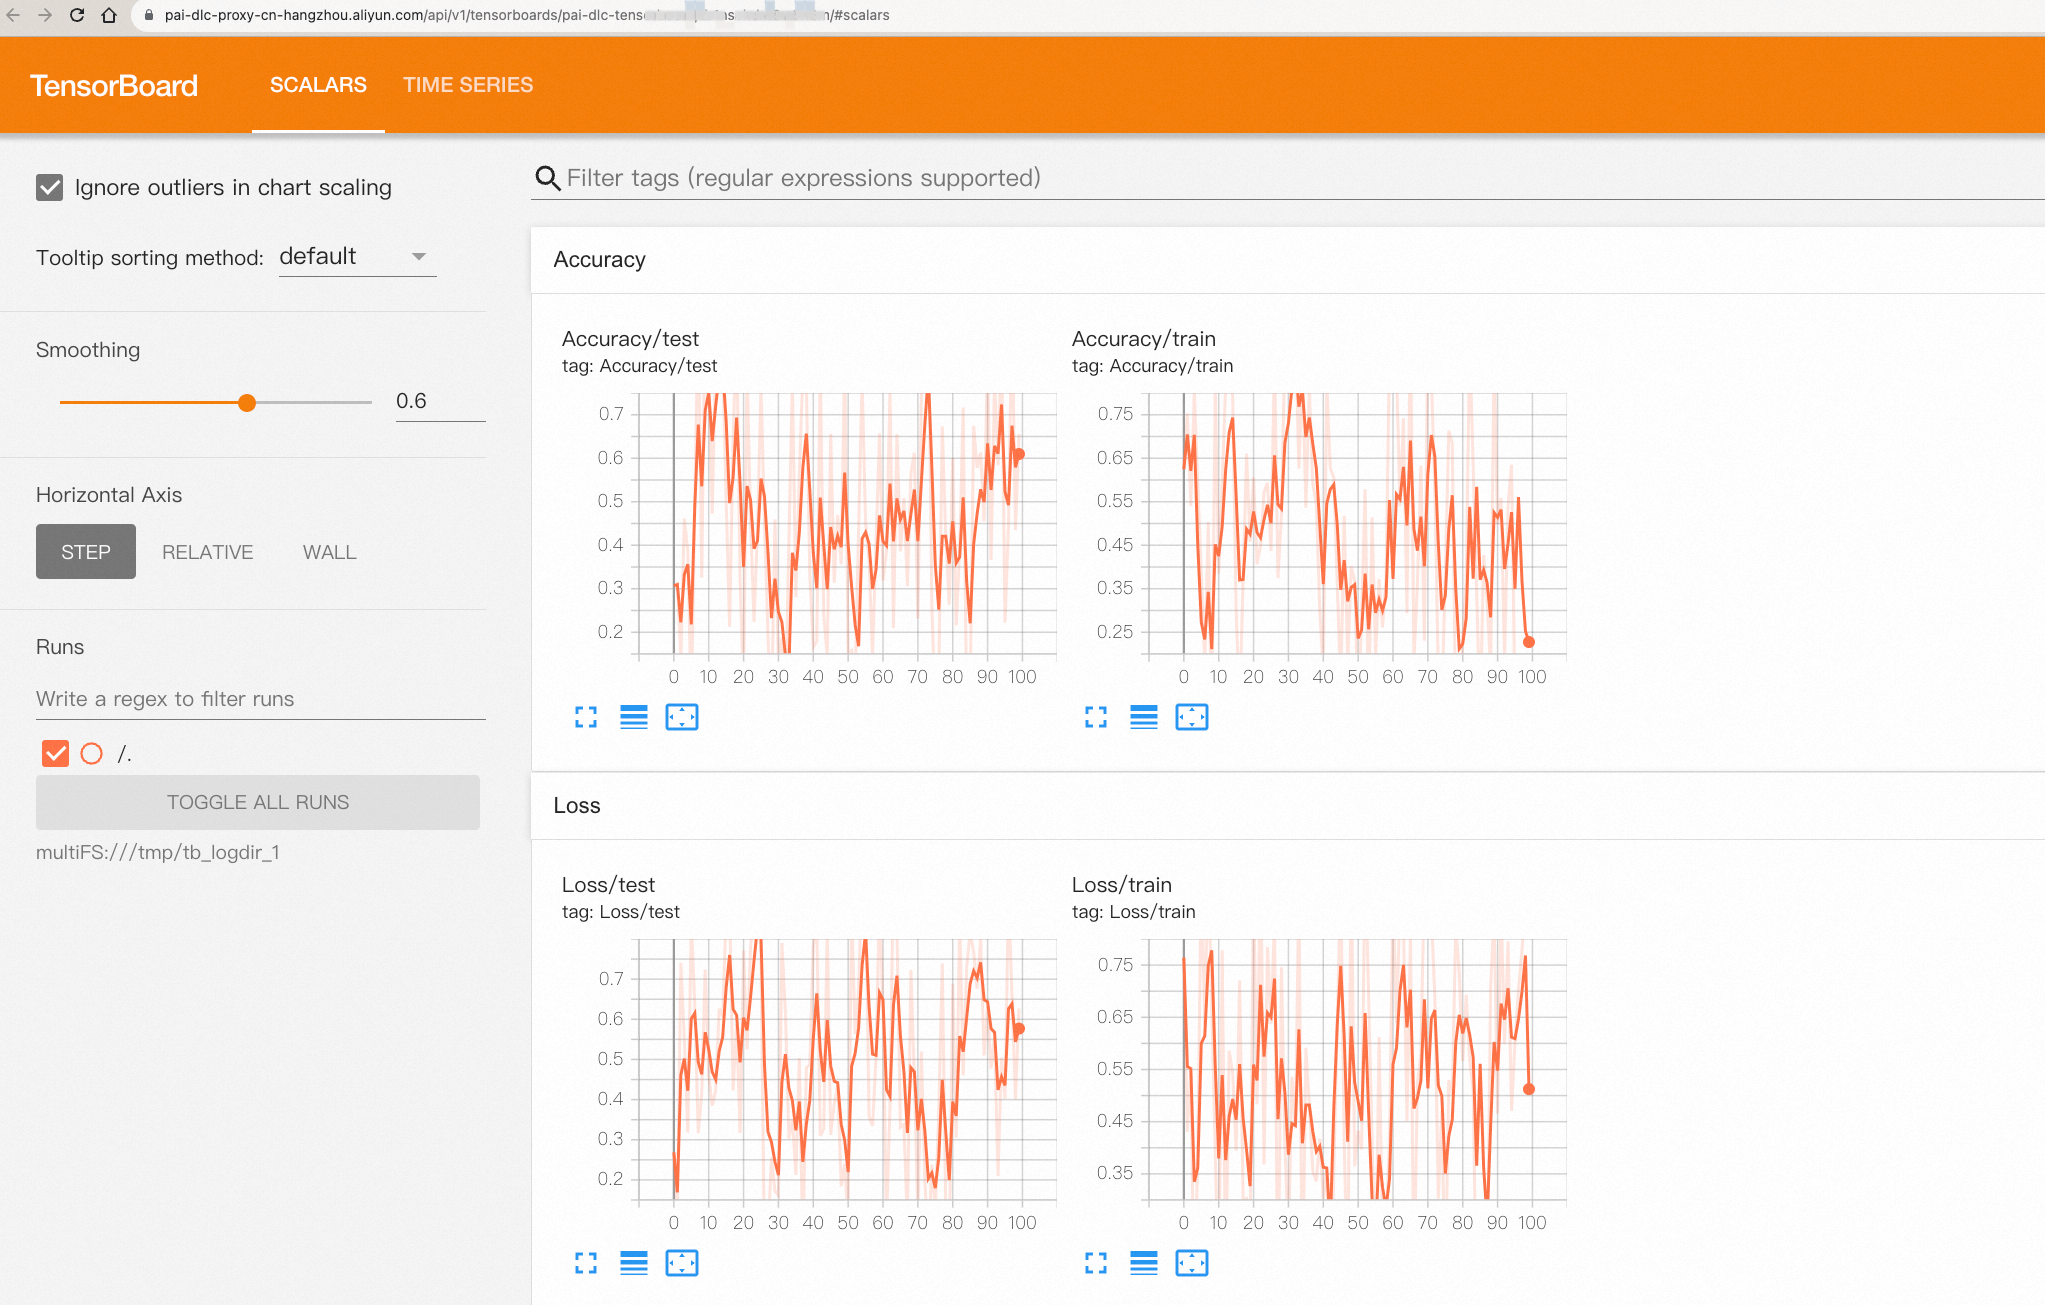 pai-dlc-proxy-cn-hangzhou.aliyun.com/api/v1/tensorboards/pai-dlc-tens /#scalars
TensorBoard
SCALARS
TIME SERIES
Ignore outliers in chart scaling
Tooltip sorting method: default
Smoothing
0.6
Horizontal Axis
STEP RELATIVE WALL
Runs
Write a regex to filter runs
/.
TOGGLE ALL RUNS
multiFS:///tmp/tb_logdir_1
Filter tags (regular expressions supported)
Accuracy
Accuracy/test
tag: Accuracy/test
0.7
0.6
0.5
0.4
0.3
0.2
0 10 20 30 40 50 60 70 80 90 100
Accuracy/train
tag: Accuracy/train
0.75
0.65
0.55
0.45
0.35
0.25
0 10 20 30 40 50 60 70 80 90 100
Loss
Loss/test
tag: Loss/test
0.7
0.6
0.5
0.4
0.3
0.2
0 10 20 30 40 50 60 70 80 90 100
Loss/train
tag: Loss/train
0.75
0.65
0.55
0.45
0.35
0 10 20 30 40 50 60 70 80 90 100